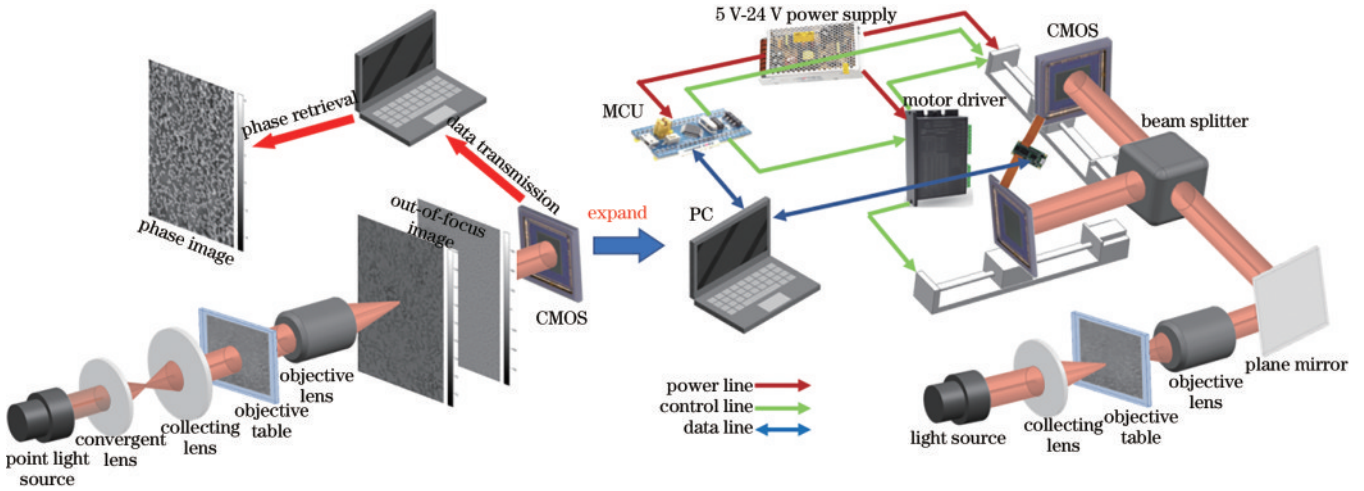 5 V-24 V power supply
CMOS
MCU
motor driver
beam splitter
phase retrieval
data transmission
phase image
out-of-focus
image
expand
PC
CMOS
objective
lens
objective
table
collecting
lens
convergent
lens
point light
source
power line
control line
data line
plane mirror
objective
lens
objective
table
collecting
lens
light source